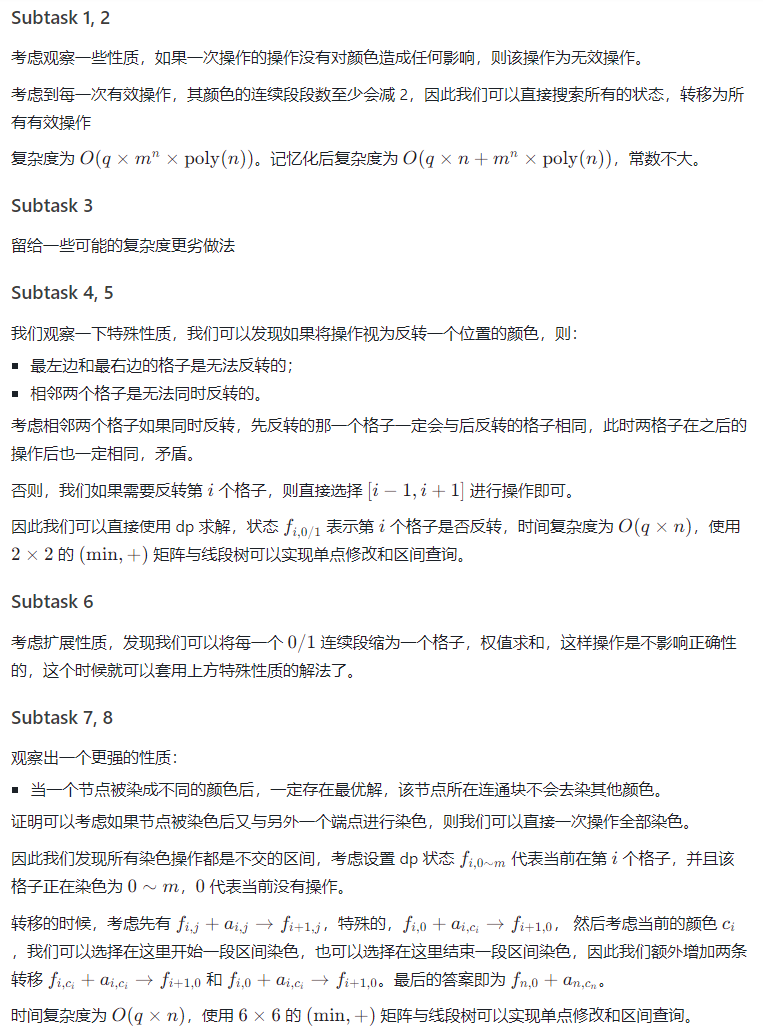 Subtask 1, 2
考虑观察一些性质，如果一次操作的操作没有对颜色造成任何影响，则该操作为无效操作。
考虑到每一次有效操作，其颜色的连续段段数至少会减 2，因此我们可以直接搜索所有的状态，转移为所
有有效操作
复杂度为 O(q × mⁿ × poly(n))。记忆化后复杂度为 O(q × n + mⁿ × poly(n))，常数不大。
Subtask 3
留给一些可能的复杂度更劣做法
Subtask 4, 5
我们观察一下特殊性质，我们可以发现如果将操作视为反转一个位置的颜色，则：
▪ 最左边和最右边的格子是无法反转的；
▪ 相邻两个格子是无法同时反转的。
考虑相邻两个格子如果同时反转，先反转的那一个格子一定会与后反转的格子相同，此时两格子在之后的
操作后也一定相同，矛盾。
否则，我们如果需要反转第 i 个格子，则直接选择 [i − 1, i + 1] 进行操作即可。
因此我们可以直接使用 dp 求解，状态 f_{i,0/1} 表示第 i 个格子是否反转，时间复杂度为 O(q × n)，使用
2 × 2 的 (min, +) 矩阵与线段树可以实现单点修改和区间查询。
Subtask 6
考虑扩展性质，发现我们可以将每一个 0/1 连续段缩为一个格子，权值求和，这样操作是不影响正确性
的，这个时候就可以套用上方特殊性质的解法了。
Subtask 7, 8
观察出一个更强的性质：
▪ 当一个节点被染成不同的颜色后，一定存在最优解，该节点所在连通块不会去染其他颜色。
证明可以考虑如果节点被染色后又与另外一个端点进行染色，则我们可以直接一次操作全部染色。
因此我们发现所有染色操作都是不交的区间，考虑设置 dp 状态 f_{i,0∼m} 代表当前在第 i 个格子，并且该
格子正在染色为 0 ∼ m，0 代表当前没有操作。
转移的时候，考虑先有 f_{i,j} + a_{i,j} → f_{i+1,j}，特殊的，f_{i,0} + a_{i,c_i} → f_{i+1,0}， 然后考虑当前的颜色 c_i
，我们可以选择在这里开始一段区间染色，也可以选择在这里结束一段区间染色，因此我们额外增加两条
转移 f_{i,c_i} + a_{i,c_i} → f_{i+1,0} 和 f_{i,0} + a_{i,c_i} → f_{i+1,0}。最后的答案即为 f_{n,0} + a_{n,c_n}。
时间复杂度为 O(q × n)，使用 6 × 6 的 (min, +) 矩阵与线段树可以实现单点修改和区间查询。